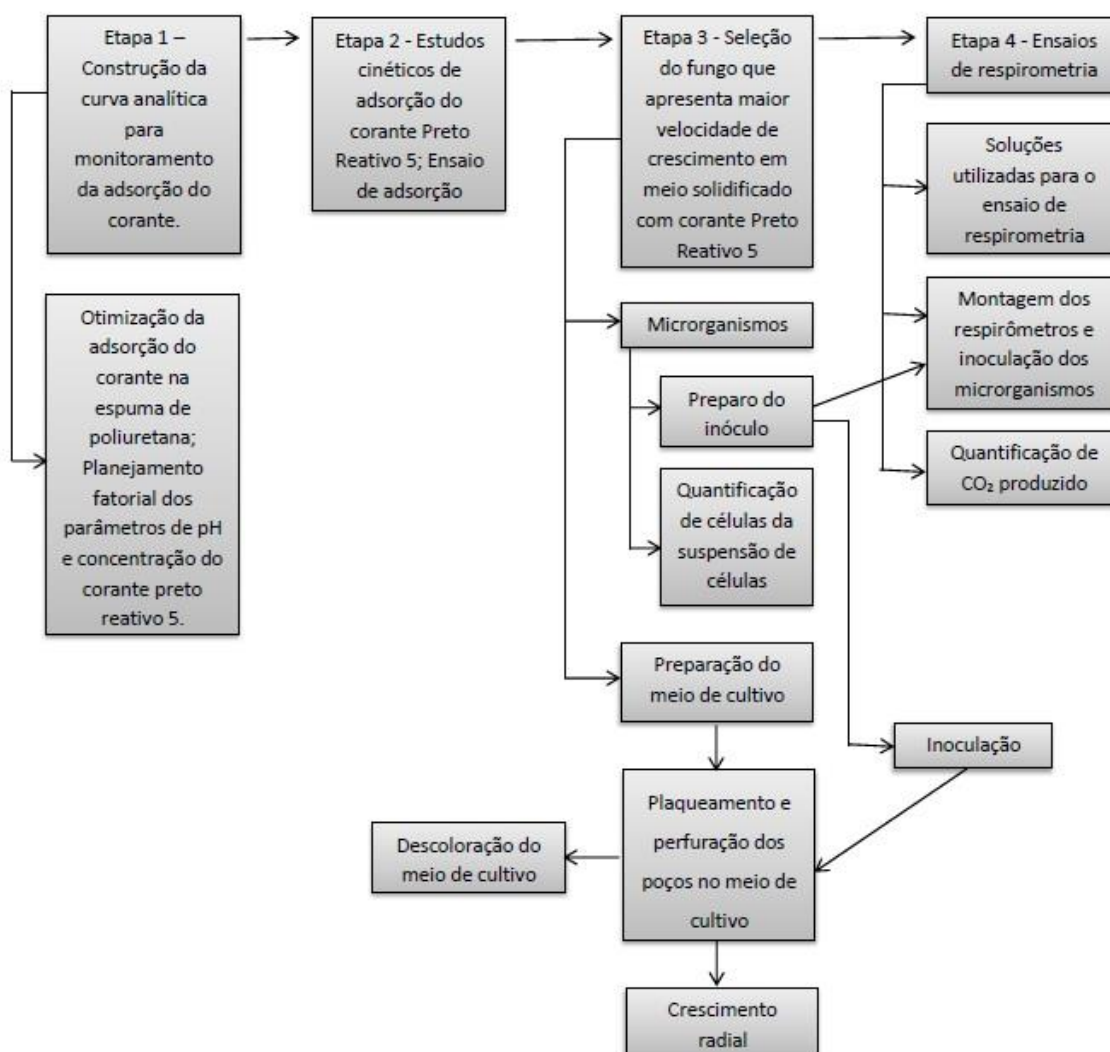 Etapa 1 –
Construção da
curva analítica
para
monitoramento
da adsorção do
corante.
Otimização da
adsorção do
corante na
espuma de
poliuretana;
Planejamento
fatorial dos
parâmetros de pH
e concentração do
corante preto
reativo 5.
Etapa 2 - Estudos
cinéticos de
adsorção do
corante Preto
Reativo 5; Ensaio
de adsorção
Etapa 3 - Seleção
do fungo que
apresenta maior
velocidade de
crescimento em
meio solidificado
com corante Preto
Reativo 5
Microrganismos
Preparo do
inóculo
Quantificação
de células da
suspensão de
células
Preparação do
meio de cultivo
Plaqueamento e
perfuração dos
poços no meio de
cultivo
Descoloração do
meio de cultivo
Crescimento
radial
Inoculação
Etapa 4 - Ensaios
de respirometria
Soluções
utilizadas para o
ensaio de
respirometria
Montagem dos
respirômetros e
inoculação dos
microrganismos
Quantificação de
CO₂ produzido